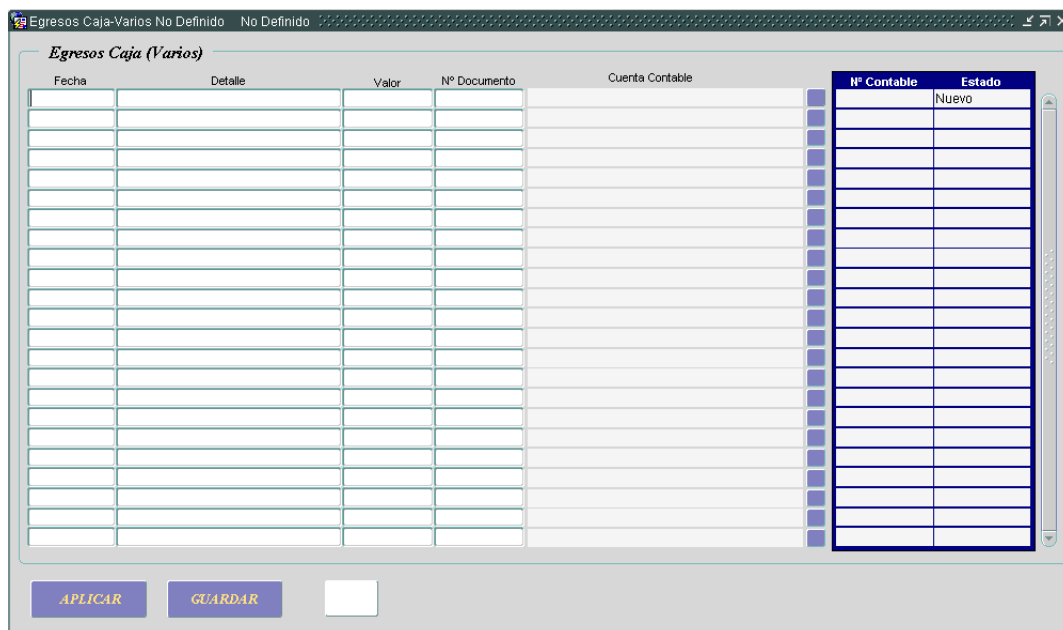 Egresos Caja-Varios No Definido No Definido
Egresos Caja (Varios)
Fecha Detalle Valor Nº Documento Cuenta Contable Nº Contable Estado
Nuevo
APLICAR GUARDAR